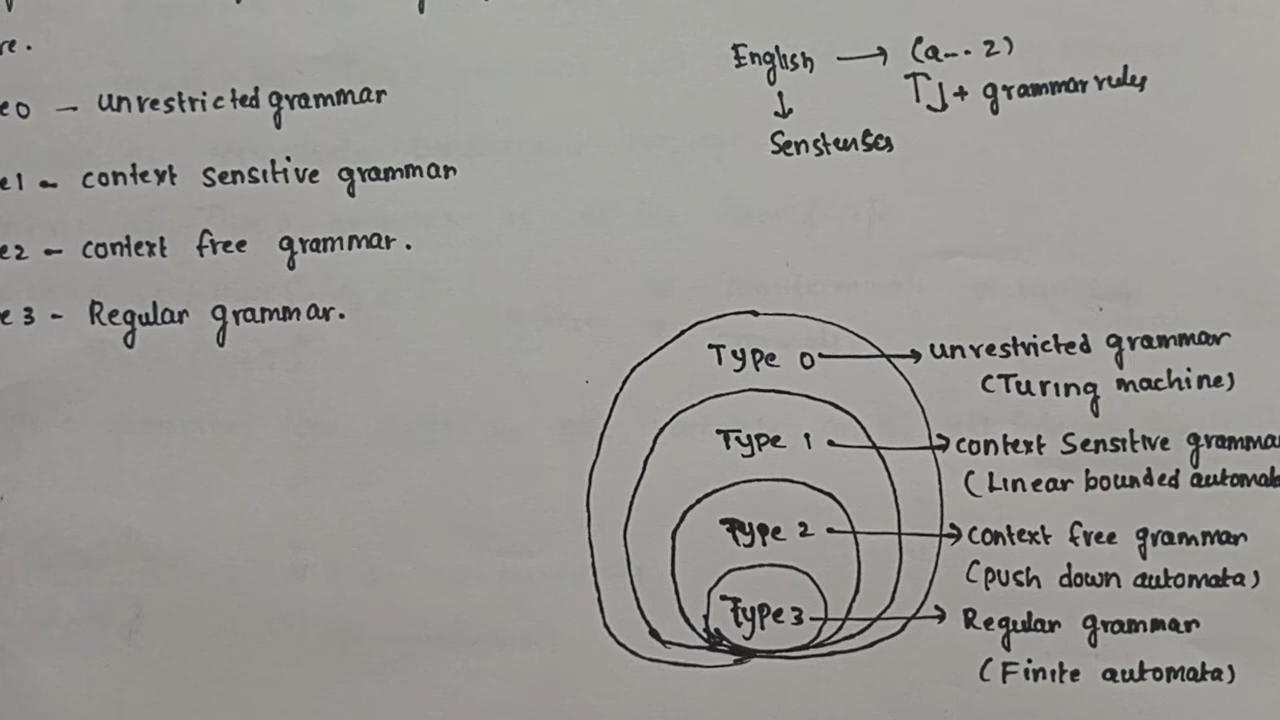 re.
e0 – unrestricted grammar
e1 – context sensitive grammar
e2 – context free grammar.
e 3 - Regular grammar.
English → (a-.. z)
↓ + grammar rules
Senstenses
Type 0 → unrestricted grammar
(Turing machine)
Type 1 → context Sensitive gramma
(Linear bounded automat
Type 2 → context free grammar
(push down automata)
Type 3 → Regular grammar
(Finite automata)